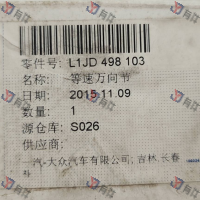 零件号: L1JD 498 103
名称: 等速万向节
日期: 2015.11.09
数量: 1
源仓库: S026
供应商:
一汽-大众汽车有限公司; 吉林.长春